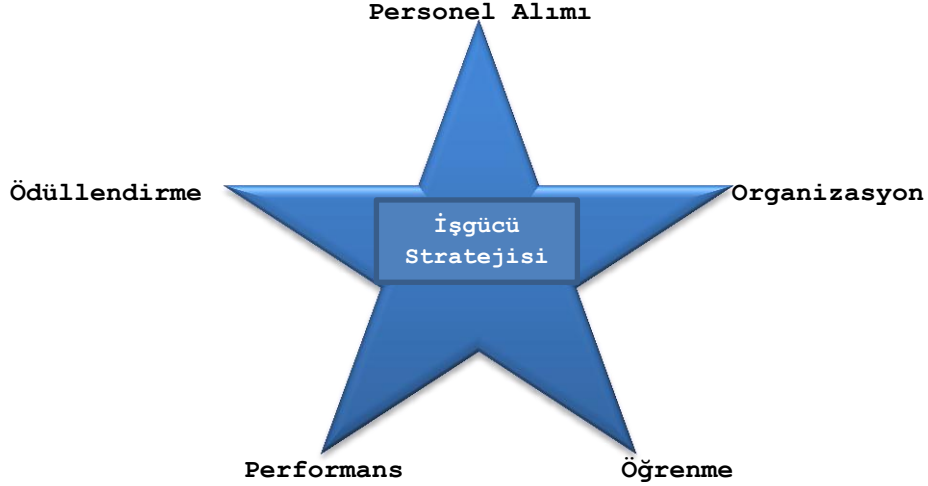 Personel Alımı
Ödüllendirme
Organizasyon
İşgücü
Stratejisi
Performans
Öğrenme